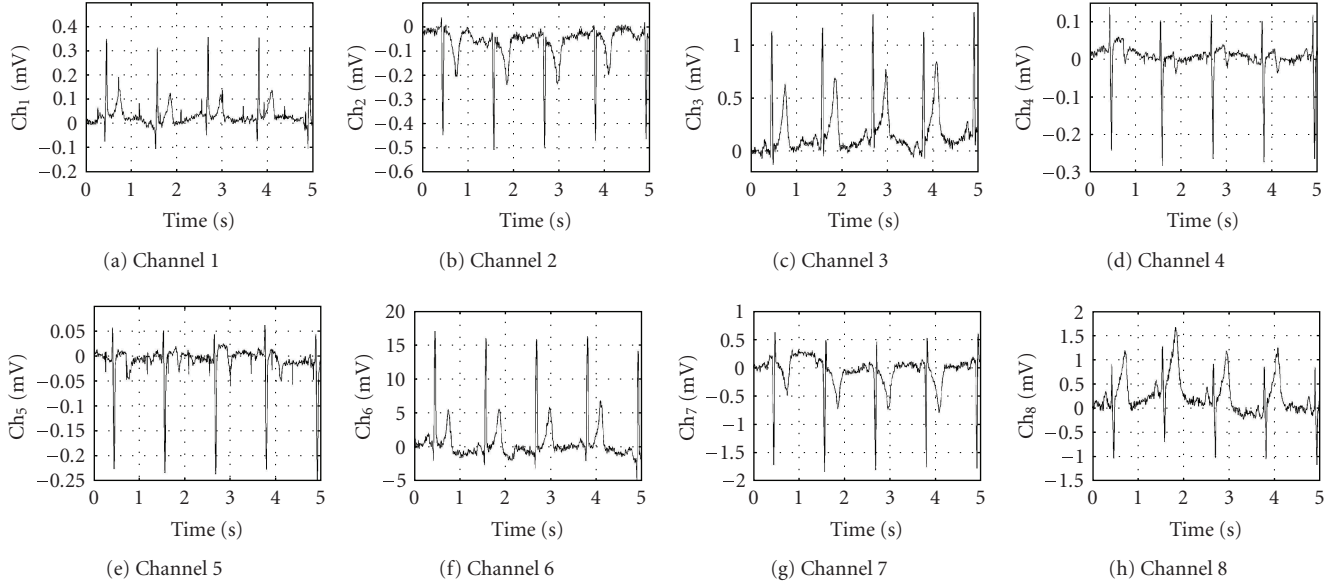 Ch1 (mV)
0.4
0.3
0.2
0.1
0
−0.1
−0.2
0 1 2 3 4 5
Time (s)
(a) Channel 1
Ch2 (mV)
0
−0.1
−0.2
−0.3
−0.4
−0.5
−0.6
0 1 2 3 4 5
Time (s)
(b) Channel 2
Ch3 (mV)
1
0.5
0
0 1 2 3 4 5
Time (s)
(c) Channel 3
Ch4 (mV)
0.1
0
−0.1
−0.2
−0.3
0 1 2 3 4 5
Time (s)
(d) Channel 4
Ch5 (mV)
0.05
0
−0.05
−0.1
−0.15
−0.2
−0.25
0 1 2 3 4 5
Time (s)
(e) Channel 5
Ch6 (mV)
20
15
10
5
0
−5
0 1 2 3 4 5
Time (s)
(f) Channel 6
Ch7 (mV)
1
0.5
0
−0.5
−1
−1.5
−2
0 1 2 3 4 5
Time (s)
(g) Channel 7
Ch8 (mV)
2
1.5
1
0.5
0
−0.5
−1
−1.5
0 1 2 3 4 5
Time (s)
(h) Channel 8